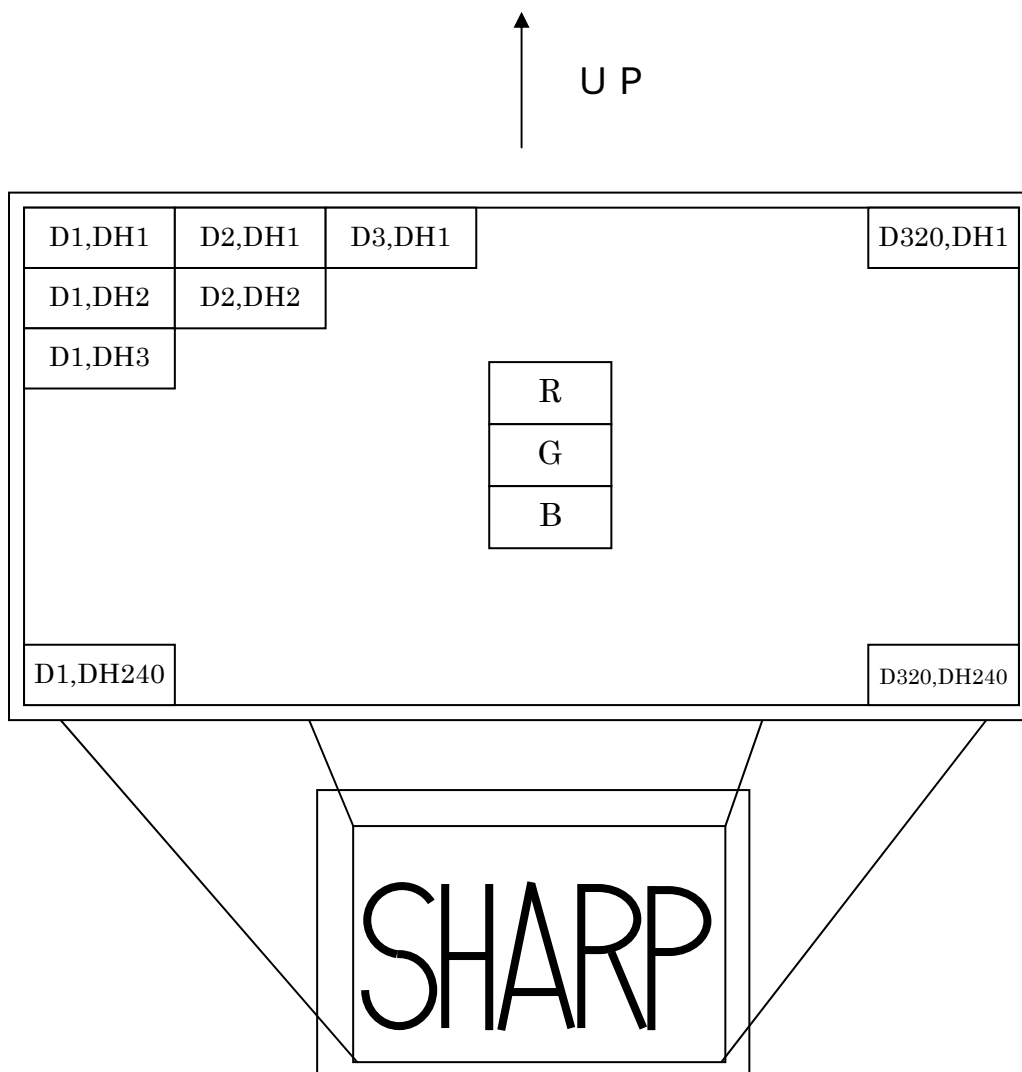 U P
D1,DH1 D2,DH1 D3,DH1 D320,DH1
D1,DH2 D2,DH2
D1,DH3
R
G
B
D1,DH240 D320,DH240
SHARP